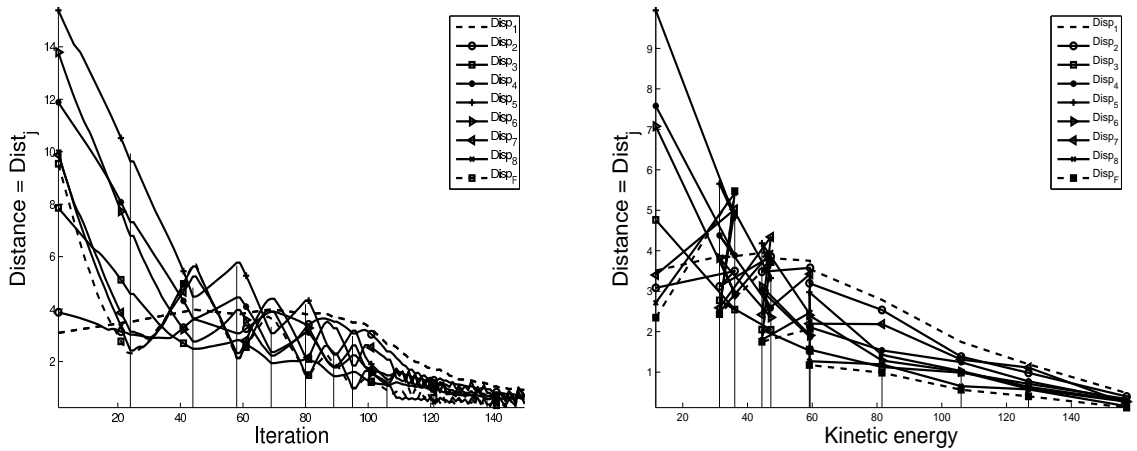 Distance = Dist_j
14
12
10
8
6
4
2
20
40
60
80
100
120
140
Iteration
Disp_1
Disp_2
Disp_3
Disp_4
Disp_5
Disp_6
Disp_7
Disp_8
Disp_F
Distance = Dist_j
9
8
7
6
5
4
3
2
1
20
40
60
80
100
120
140
Kinetic energy
Disp_1
Disp_2
Disp_3
Disp_4
Disp_5
Disp_6
Disp_7
Disp_8
Disp_F